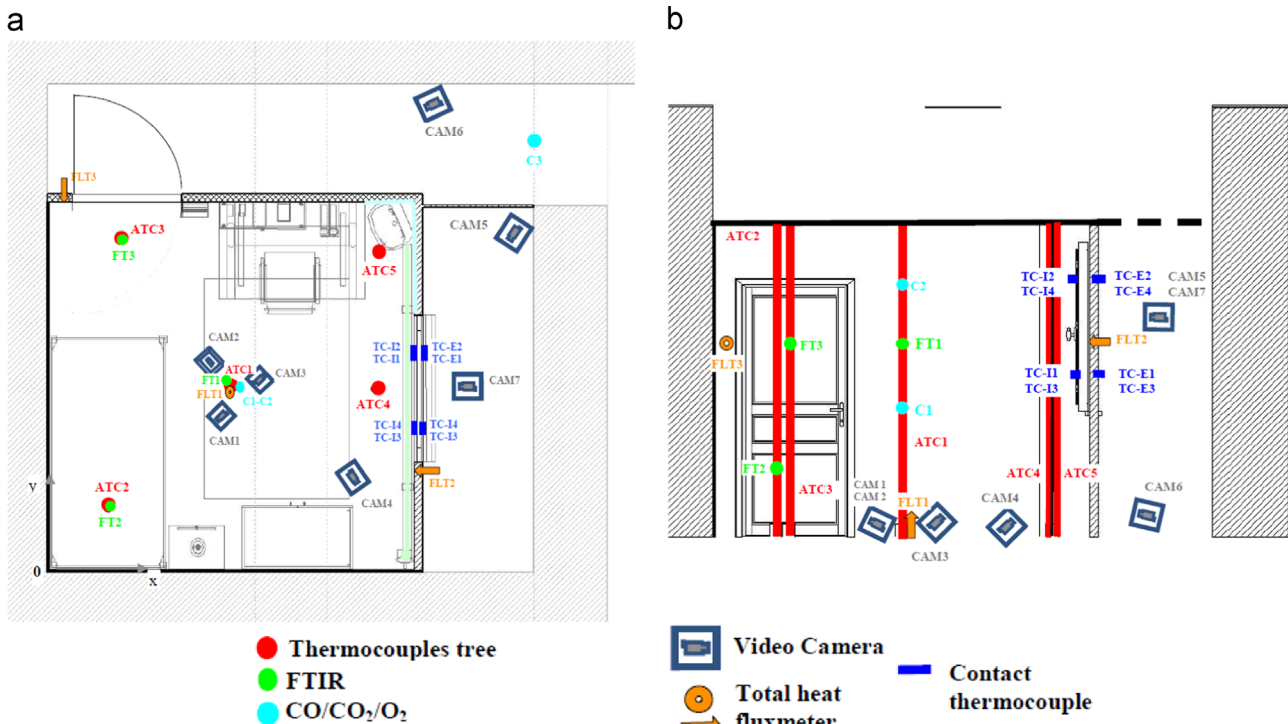 a
CAM6
C3
FLT3
CAM5
ATC3
FT3
ATC5
CAM2
TC-I2 TC-E2
TC-I1 TC-E1
ATC1
FT1
CAM3
FLT1
C1-C2
CAM7
ATC4
CAM1
TC-I4 TC-I4
TC-I3 TC-I3
CAM4
FLT2
ATC2
FT2
y
0
x
Thermocouples tree
FTIR
CO/CO₂/O₂
b
ATC2
TC-I2 TC-E2
TC-I4 TC-E4
CAM5
CAM7
C2
FT3
FT1
FLT2
FLT3
TC-I1 TC-E1
TC-I3 TC-E3
C1
ATC1
FT2
ATC3
ATC4
ATC5
CAM 1
CAM 2
FLT1
CAM4
CAM6
CAM3
Video Camera
Contact
thermocouple
Total heat
fluxmeter